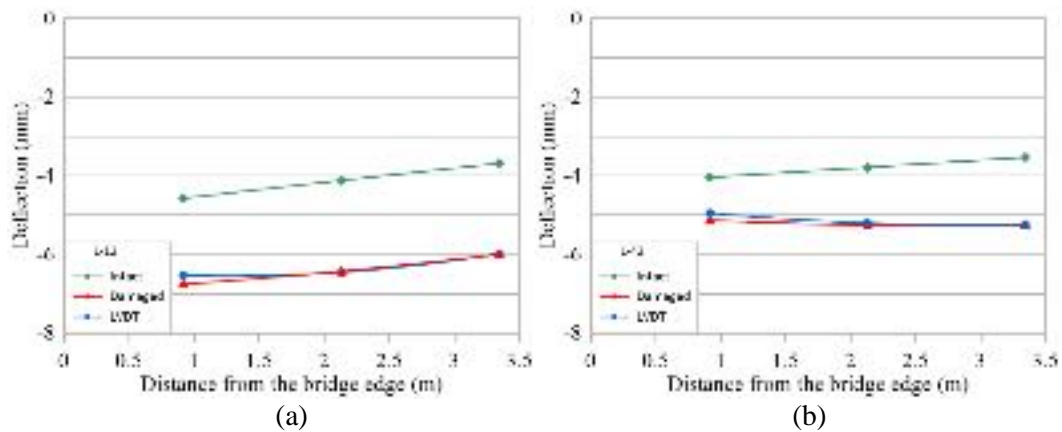 0
-2
-4
-6
-8
Deflection (mm)
Intact
Damaged
LVDT
0 0.5 1 1.5 2 2.5 3 3.5
Distance from the bridge edge (m)
(a)
0
-2
-4
-6
-8
Deflection (mm)
Intact
Damaged
LVDT
0 0.5 1 1.5 2 2.5 3 3.5
Distance from the bridge edge (m)
(b)